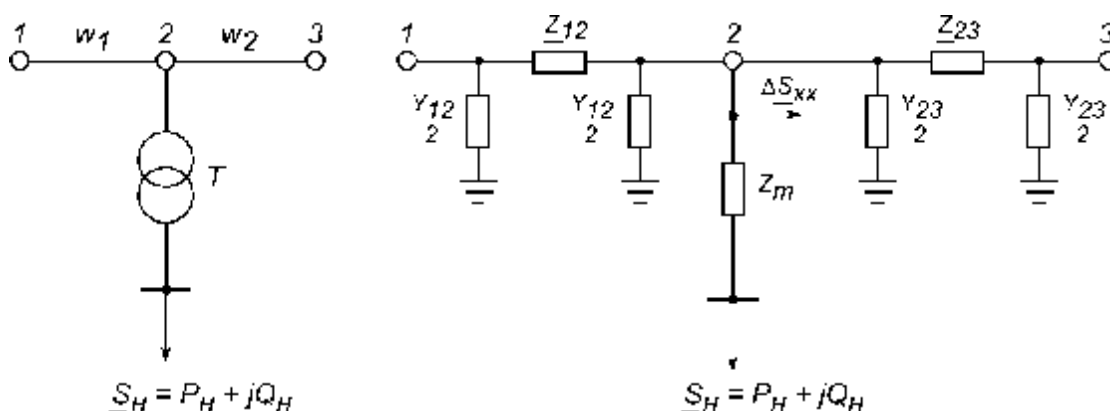 1 w1 2 w2 3
T
S_H = P_H + jQ_H
1 Z12 2 Z23 3
ΔS_xx
Y12 Y12 Y23 Y23
2 2 2 2
Zm
S_H = P_H + jQ_H